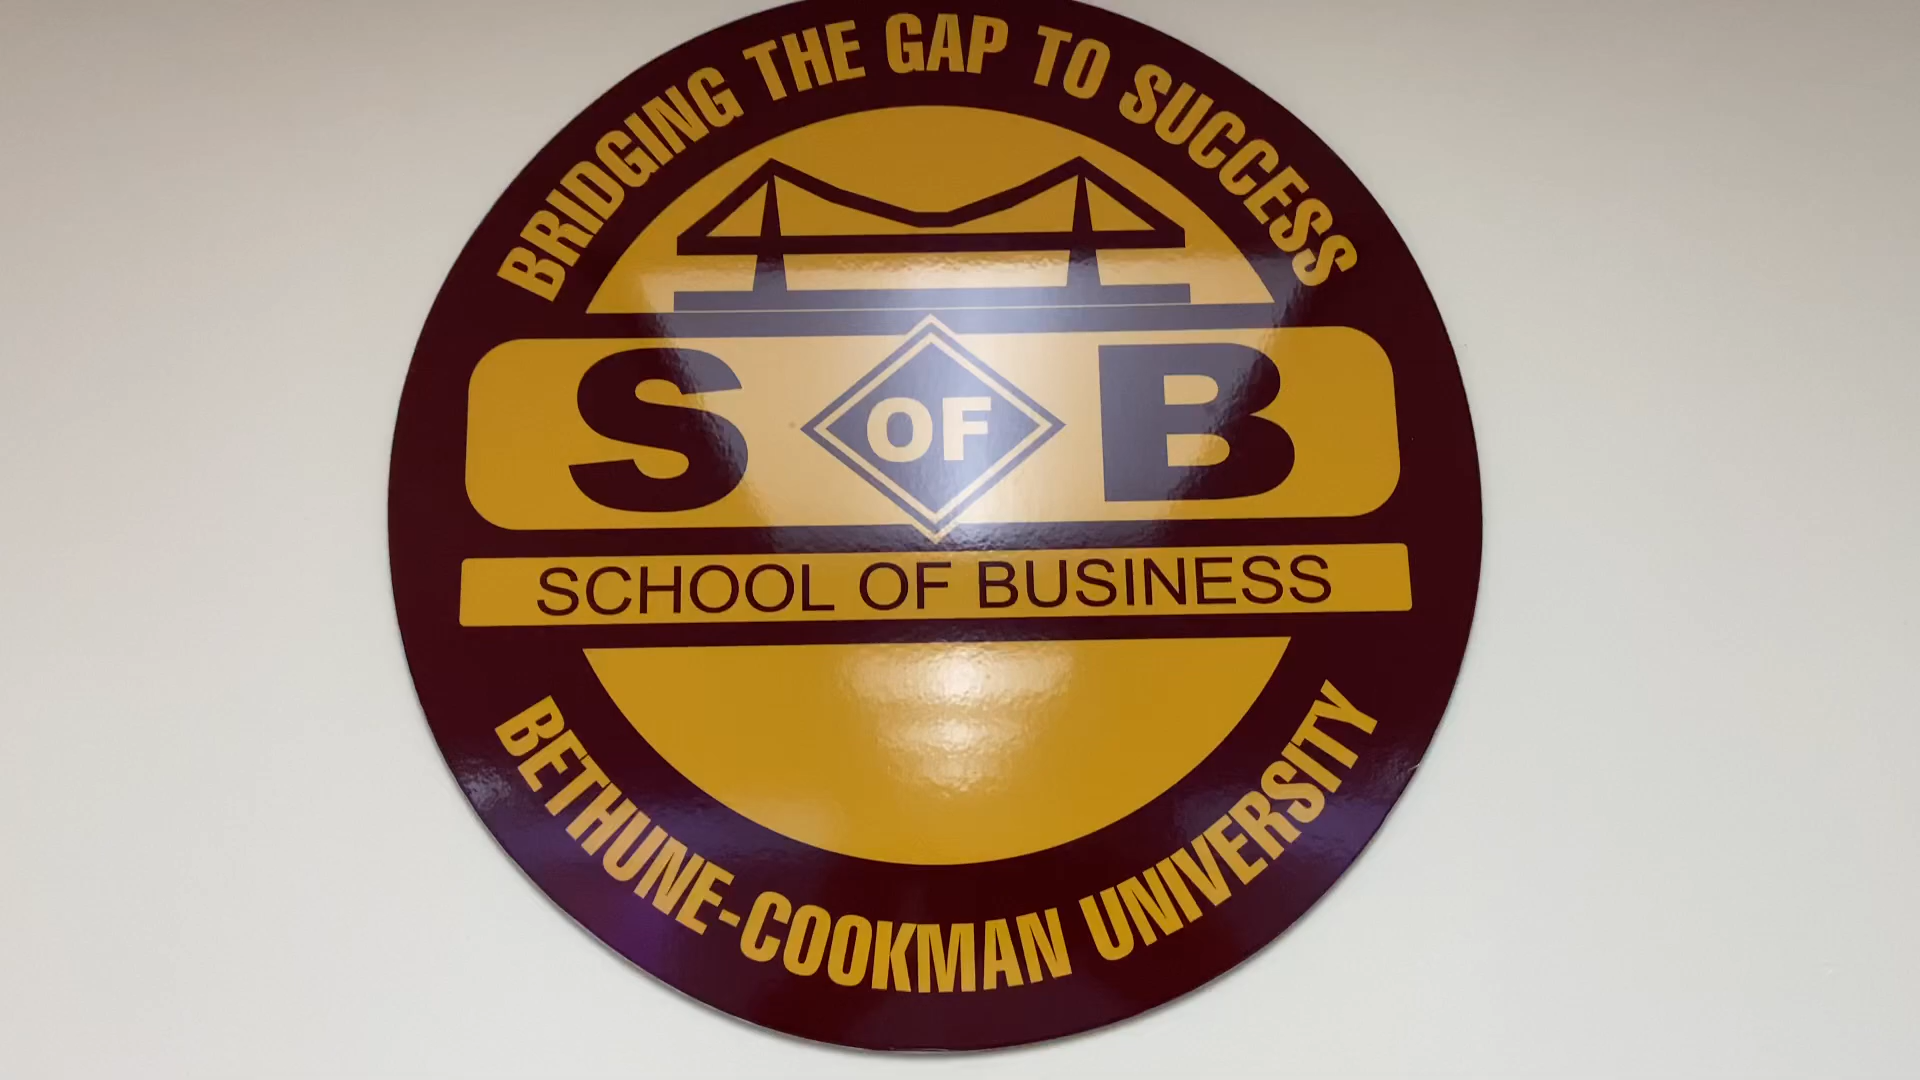 BRIDGING THE GAP TO SUCCESS
S OF B
SCHOOL OF BUSINESS
BETHUNE-COOKMAN UNIVERSITY